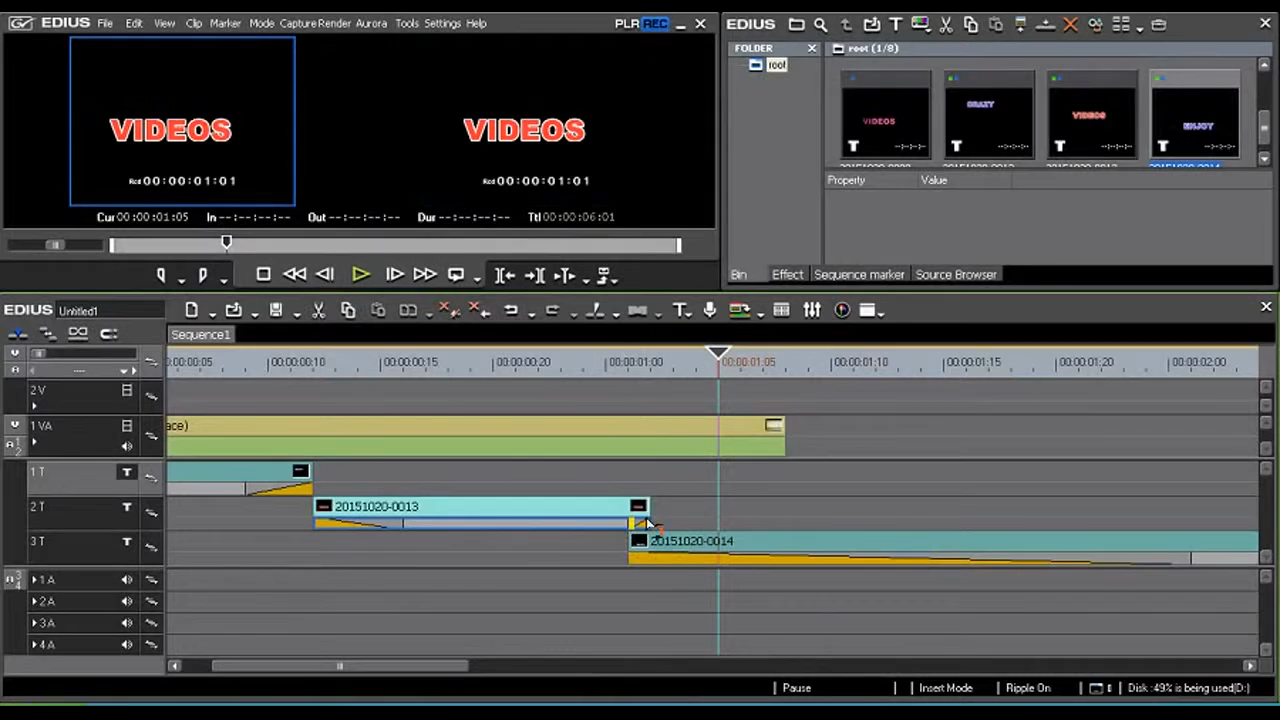 EDIUS File Edit View Clip Marker Mode Capture Render Aurora Tools Settings Help PLR REC
VIDEOS
Rcd 00:00:01:01
VIDEOS
Rcd 00:00:01:01
Cur 00:00:01:05 In --:--:--:-- Out --:--:--:-- Dur --:--:--:-- Ttl 00:00:06:01
EDIUS
FOLDER
root
root (1/8)
VIDEOS
T --:--:--:--
CRAZY
T --:--:--:--
VIDEOS
T --:--:--:--
ENJOY
T --:--:--:--
Property Value
Bin Effect Sequence marker Source Browser
EDIUS Untitled1
Sequence1
00:00:00:05 00:00:00:10 00:00:00:15 00:00:00:20 00:00:01:00 00:00:01:05 00:00:01:10 00:00:01:15 00:00:01:20 00:00:02:00
2 V
1 VA
ace)
1 T T
2 T T 20151020-0013
3 T T 20151020-0014
1 A
2 A
3 A
4 A
Pause Insert Mode Ripple On Disk :49% is being used(D:)